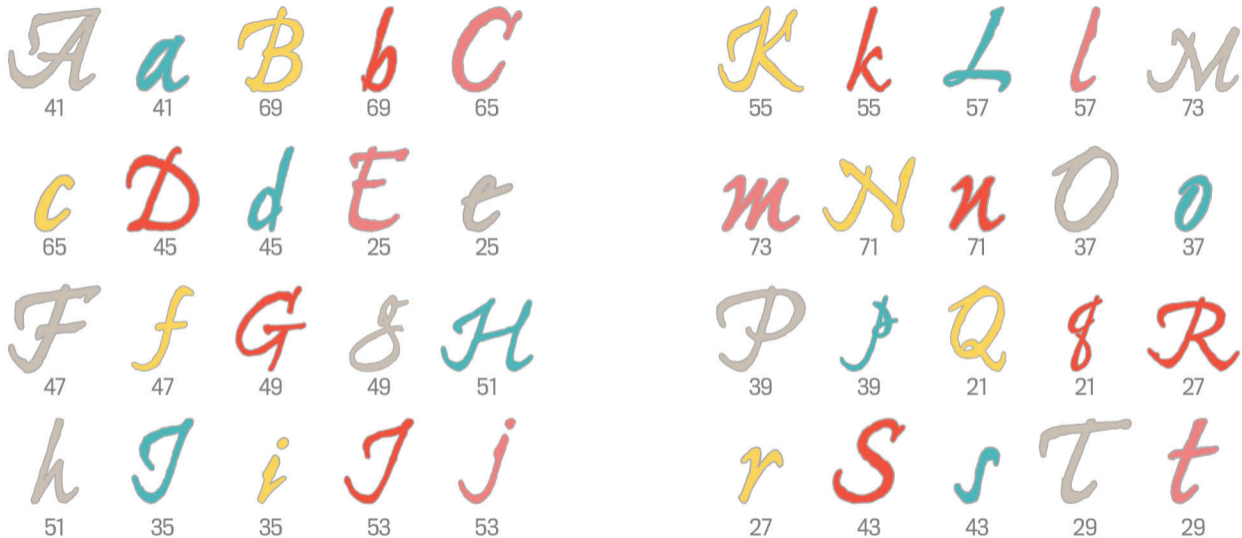 A a B b C
41 41 69 69 65
c D d E e
65 45 45 25 25
F f G g H
47 47 49 49 51
h I i J j
51 35 35 53 53
K k L l M
55 55 57 57 73
m N n O o
73 71 71 37 37
P p Q q R
39 39 21 21 27
r S s T t
27 43 43 29 29